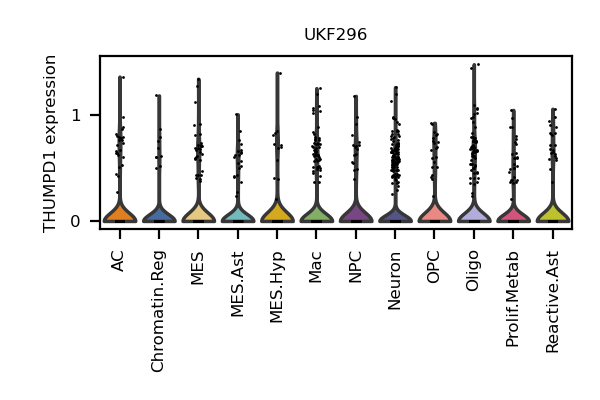 UKF296
THUMPD1 expression
1
0
AC
Chromatin.Reg
MES
MES.Ast
MES.Hyp
Mac
NPC
Neuron
OPC
Oligo
Prolif.Metab
Reactive.Ast